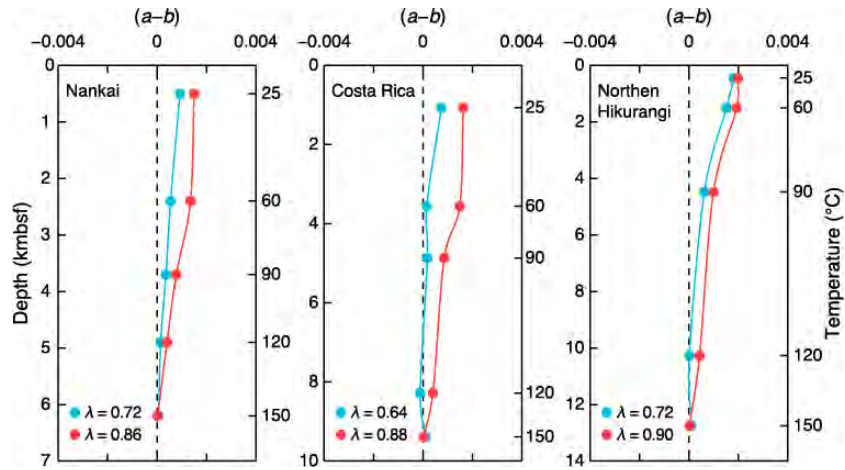 (a–b)
–0.004 0 0.004
0
1
2
3
4
5
6
7
Depth (kmbsf)
Nankai
25
60
90
120
150
λ = 0.72
λ = 0.86
(a–b)
–0.004 0 0.004
0
2
4
6
8
10
Costa Rica
25
60
90
120
150
λ = 0.64
λ = 0.88
(a–b)
–0.004 0 0.004
0
2
4
6
8
10
12
14
Northen
Hikurangi
25
60
90
120
150
Temperature (°C)
λ = 0.72
λ = 0.90